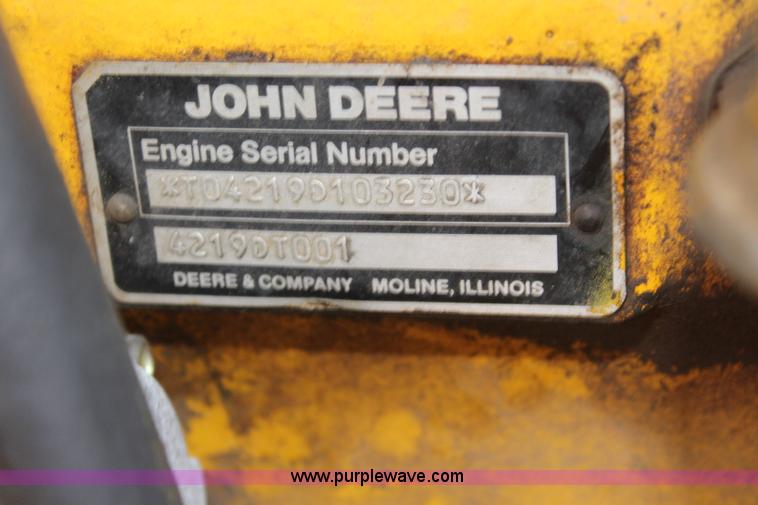 JOHN DEERE
Engine Serial Number
*T04219D103230*
4219DT001
DEERE & COMPANY MOLINE, ILLINOIS
www.purplewave.com